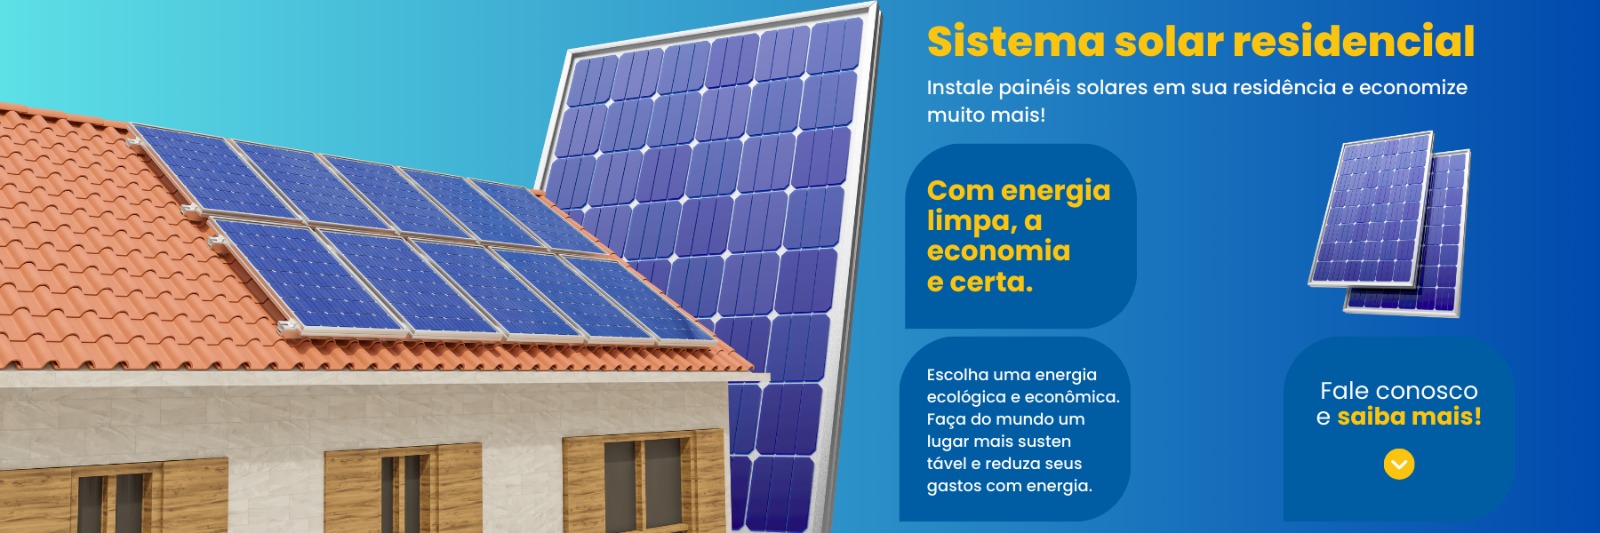 Sistema solar residencial
Instale painéis solares em sua residência e economize
muito mais!
Com energia
limpa, a
economia
e certa.
Escolha uma energia
ecológica e econômica.
Faça do mundo um
lugar mais susten
tável e reduza seus
gastos com energia.
Fale conosco
e saiba mais!